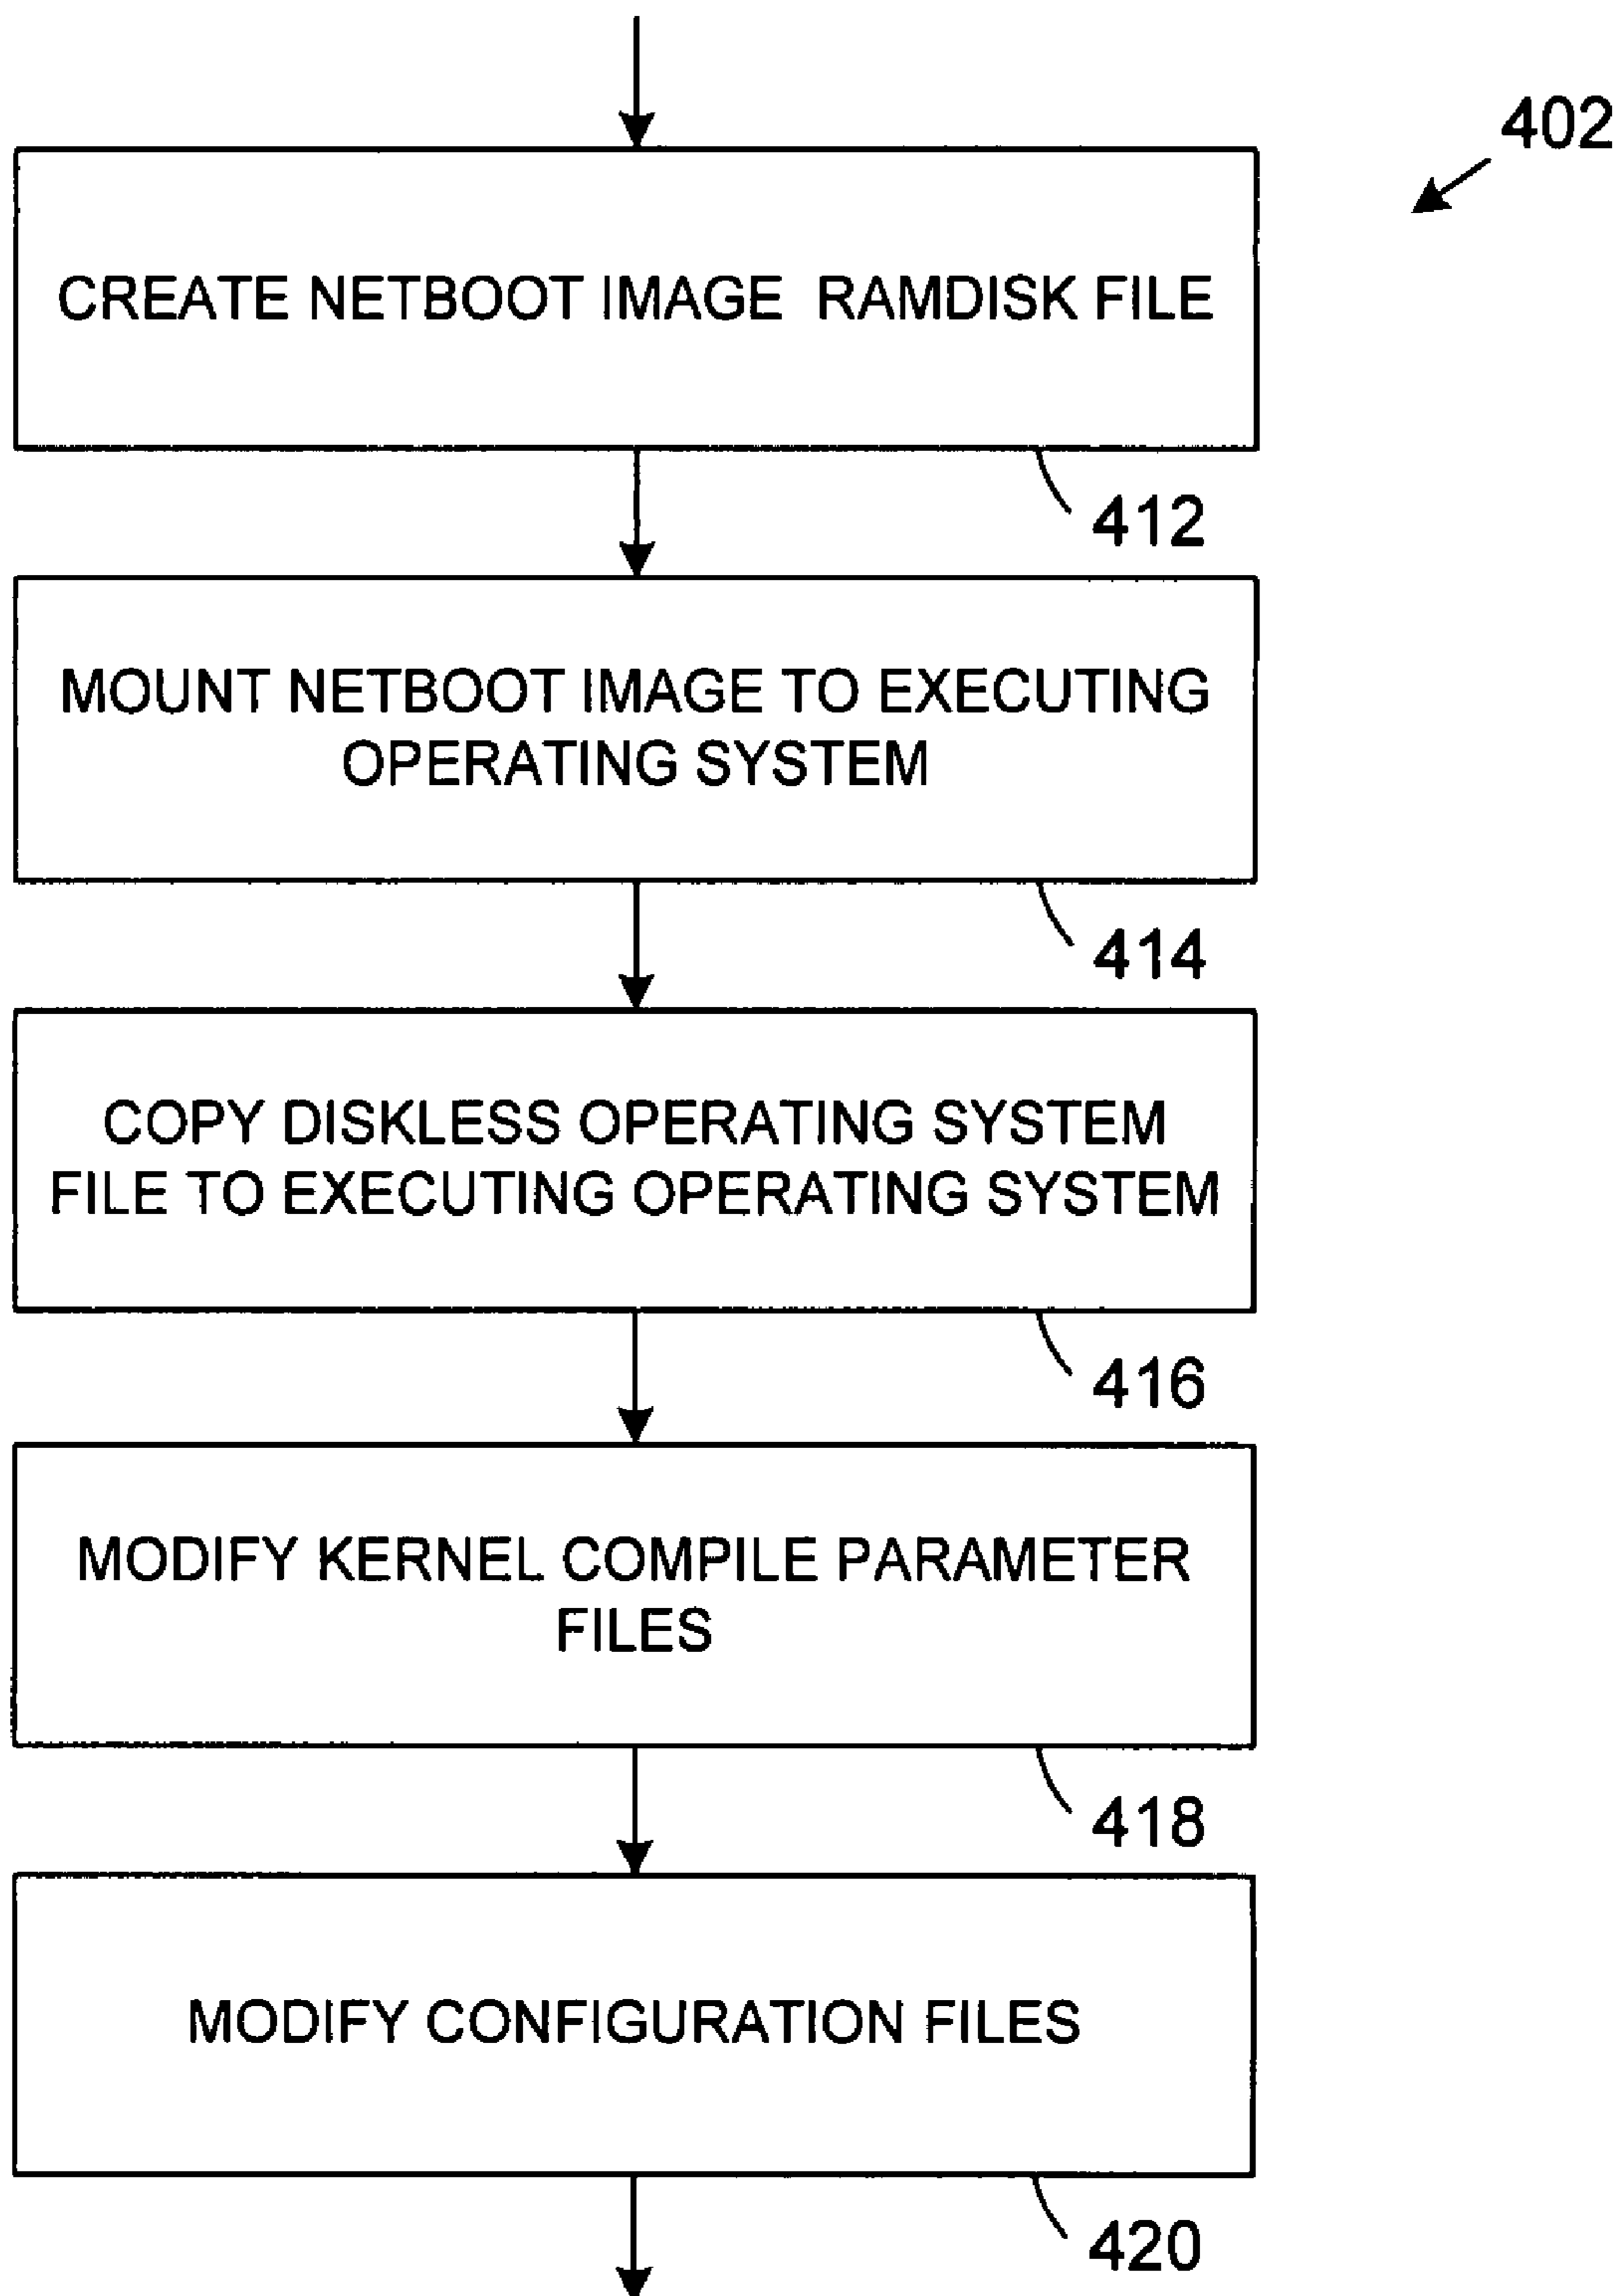 402
CREATE NETBOOT IMAGE RAMDISK FILE
412
MOUNT NETBOOT IMAGE TO EXECUTING
OPERATING SYSTEM
414
COPY DISKLESS OPERATING SYSTEM
FILE TO EXECUTING OPERATING SYSTEM
416
MODIFY KERNEL COMPILE PARAMETER
FILES
418
MODIFY CONFIGURATION FILES
420